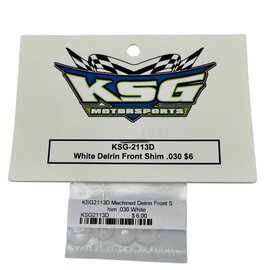 KSG
MOTORSPORTS
KSG-2113D
White Delrin Front Shim .030 $6
KSG2113D Machined Delrin Front S
him .030 White
KSG2113D $ 6.00